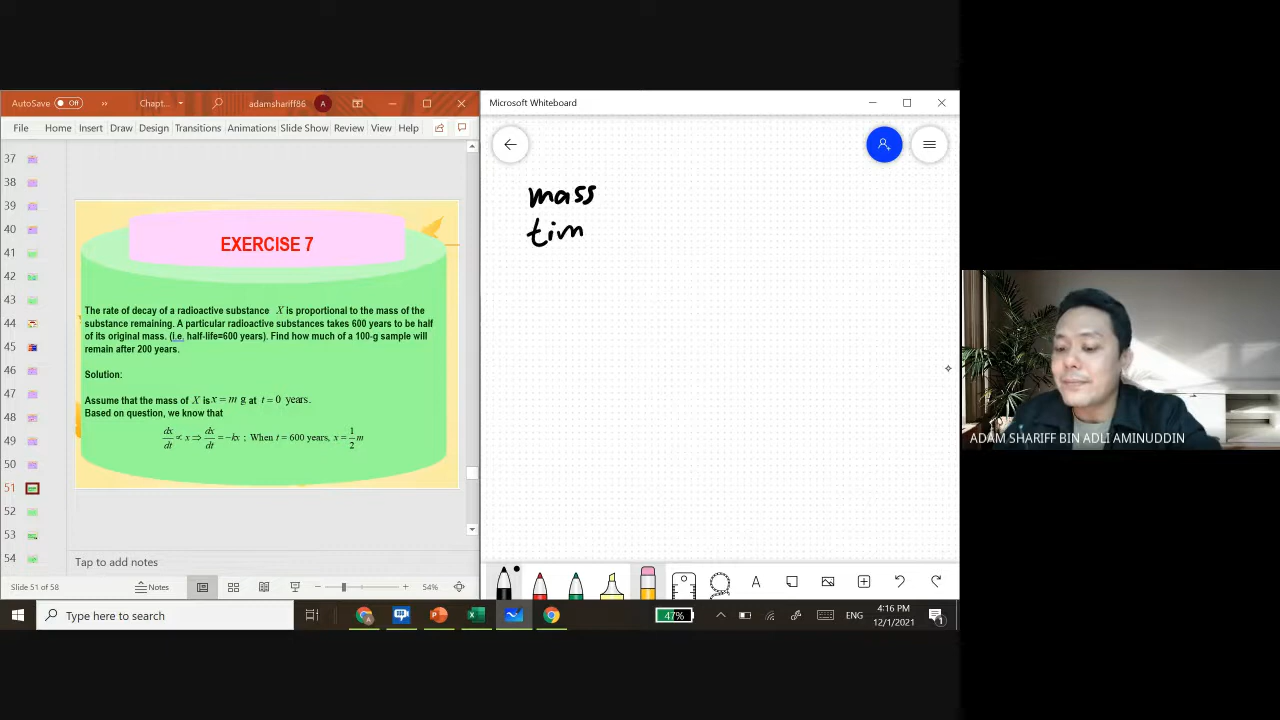 AutoSave Off » Chapt... adamshariff86 A
File Home Insert Draw Design Transitions Animations Slide Show Review View Help
37
38
39
40
41
42
43
44
45
46
47
48
49
50
51
52
53
54
EXERCISE 7
The rate of decay of a radioactive substance X is proportional to the mass of the
substance remaining. A particular radioactive substances takes 600 years to be half
of its original mass. (i.e. half-life=600 years). Find how much of a 100-g sample will
remain after 200 years.
Solution:
Assume that the mass of X is x = m g at t = 0 years.
Based on question, we know that
dx/dt ∝ x ⇒ dx/dt = −kx ; When t = 600 years, x = 1/2 m
Tap to add notes
Slide 51 of 58 Notes 54%
Microsoft Whiteboard
mass
tim
A
ADAM SHARIFF BIN ADLI AMINUDDIN
Type here to search
47% ENG 4:16 PM
12/1/2021 1